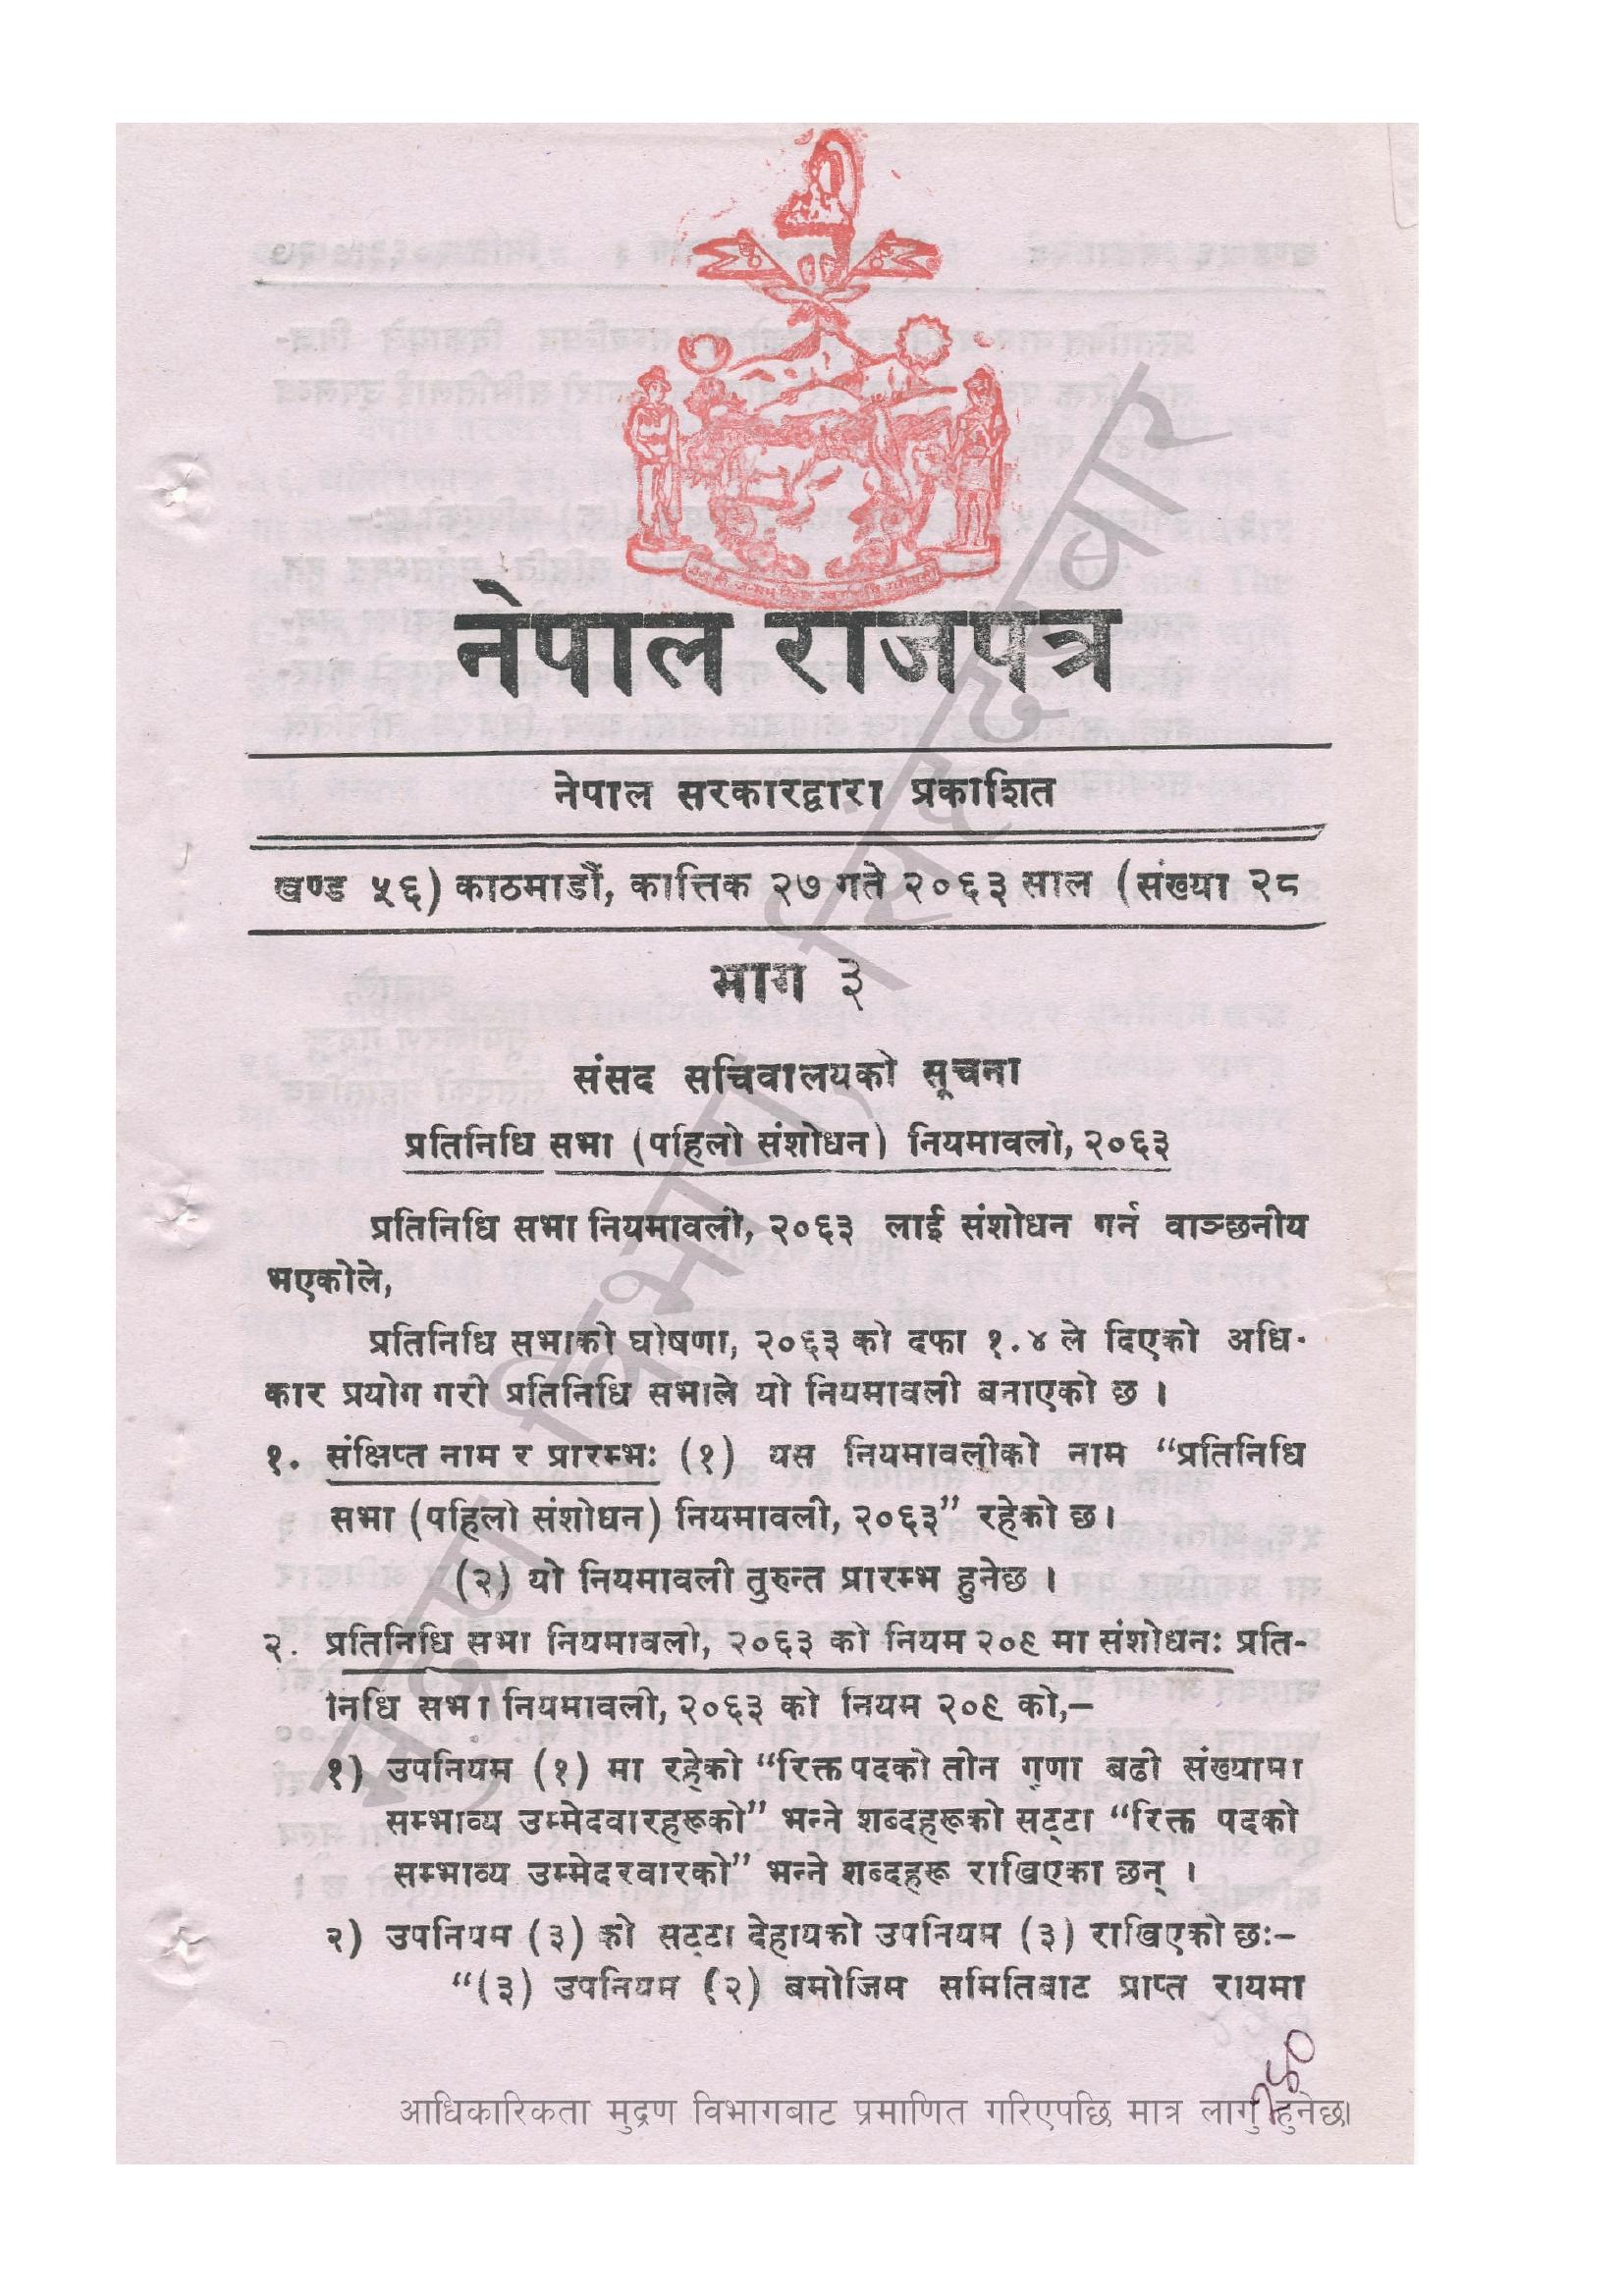 नेपाल राजपत्र
नेपाल सरकारद्वारा प्रकाशित
खण्ड ५६) काठमाडौं, कात्तिक २७ गते २०६३ साल (संख्या २८
भाग ३
संसद सचिवालयको सूचना
प्रतिनिधि सभा (पहिलो संशोधन) नियमावली, २०६३
प्रतिनिधि सभा नियमावली, २०६३ लाई संशोधन गर्न वाञ्छनीय
भएकोले,
प्रतिनिधि सभाको घोषणा, २०६३ को दफा १.४ ले दिएको अधि-
कार प्रयोग गरी प्रतिनिधि सभाले यो नियमावली बनाएको छ ।
१. संक्षिप्त नाम र प्रारम्भः (१) यस नियमावलीको नाम “प्रतिनिधि
सभा (पहिलो संशोधन) नियमावली, २०६३” रहेको छ।
(२) यो नियमावली तुरुन्त प्रारम्भ हुनेछ ।
२. प्रतिनिधि सभा नियमावली, २०६३ को नियम २०९ मा संशोधनः प्रति-
निधि सभा नियमावली, २०६३ को नियम २०९ को,–
१) उपनियम (१) मा रहेको “रिक्त पदको तीन गुणा बढी संख्यामा
सम्भाव्य उम्मेदवारहरूको” भन्ने शब्दहरूको सट्टा “रिक्त पदको
सम्भाव्य उम्मेदरवारको” भन्ने शब्दहरू राखिएका छन् ।
२) उपनियम (३) को सट्टा देहायको उपनियम (३) राखिएको छः–
“(३) उपनियम (२) बमोजिम समितिबाट प्राप्त रायमा
मुद्रण विभाग, सिंहदरवार
आधिकारिकता मुद्रण विभागबाट प्रमाणित गरिएपछि मात्र लागु हुनेछ।